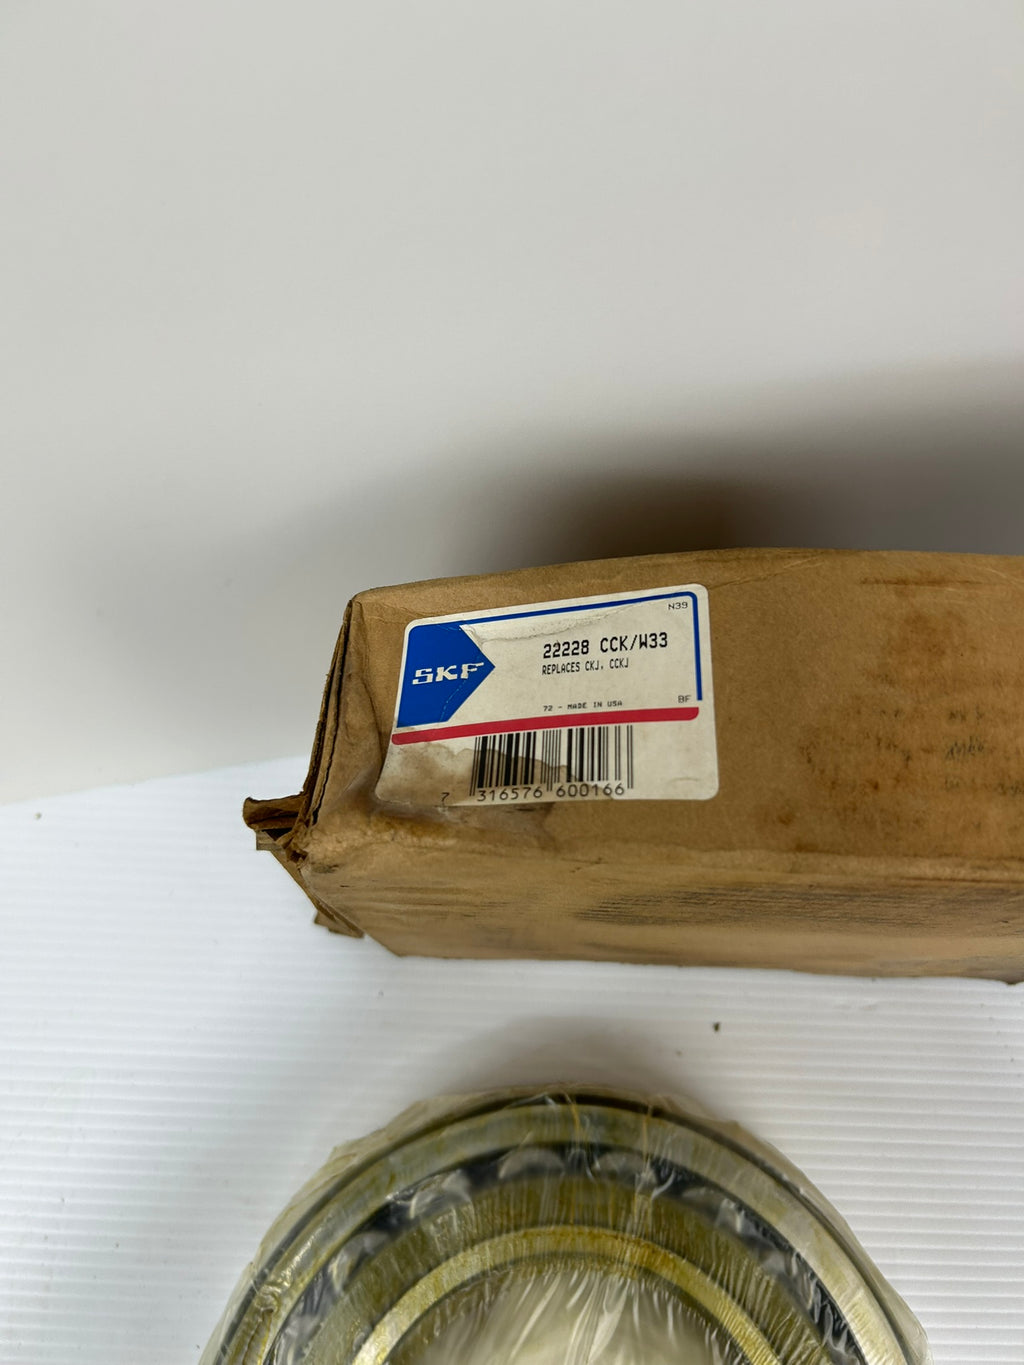 N39
SKF
22228 CCK/W33
REPLACES CKJ, CCKJ
72 - MADE IN USA
BF
7 316576 600166